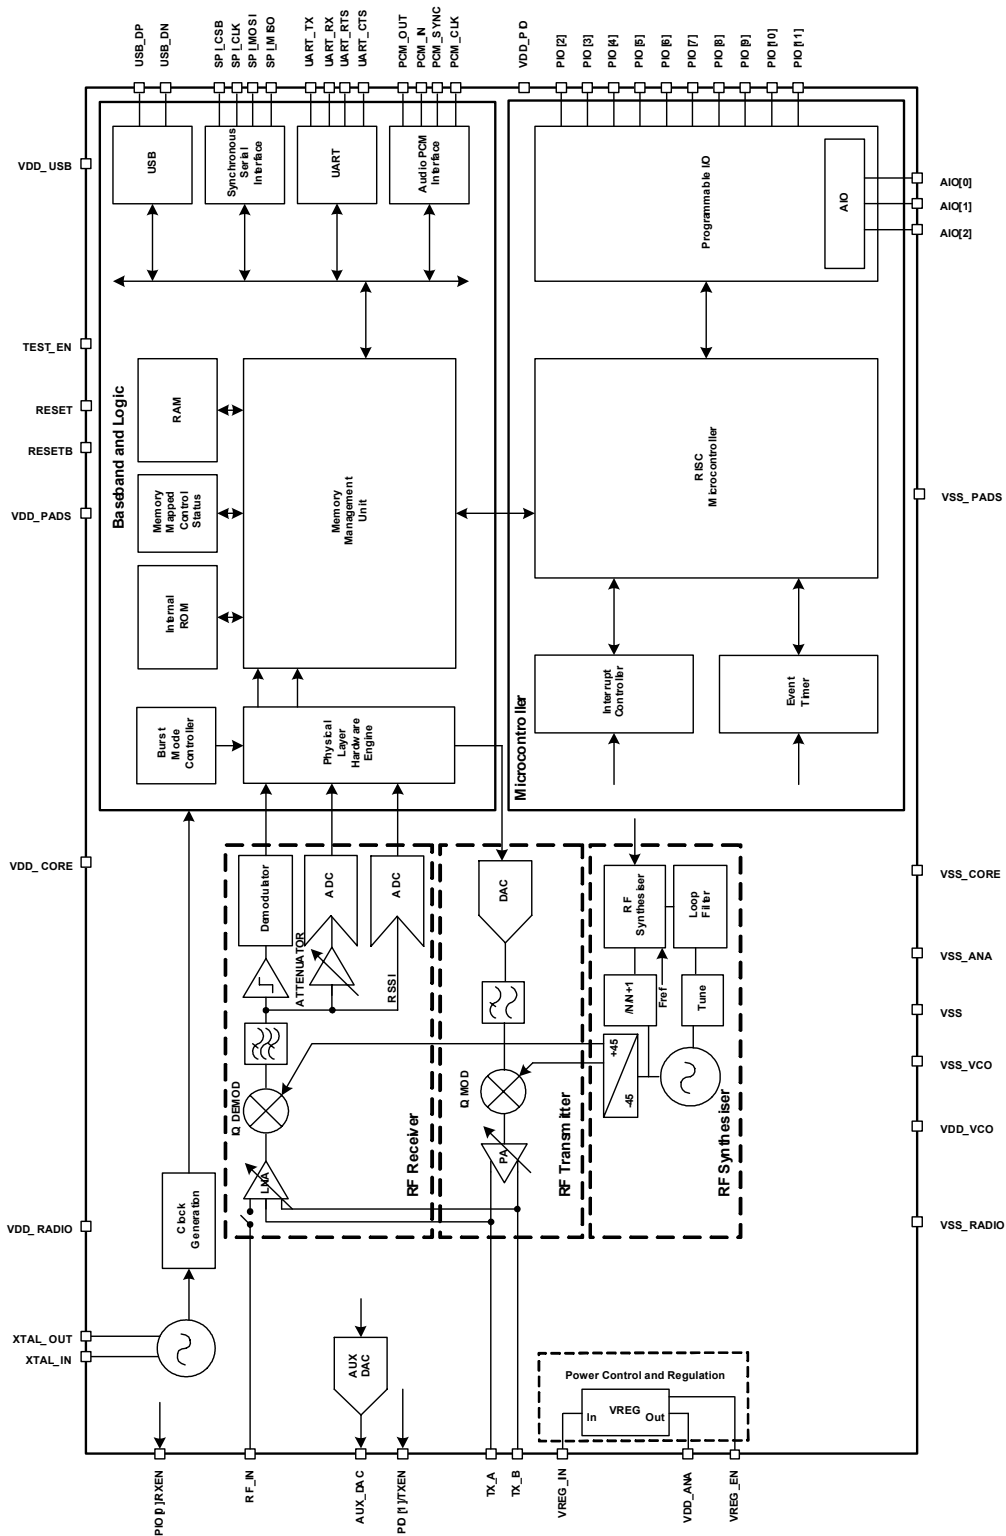 USB_DP
USB_DN
SPI_CSB
SPI_CLK
SPI_MOSI
SPI_MISO
UART_TX
UART_RX
UART_RTS
UART_CTS
PCM_OUT
PCM_IN
PCM_SYNC
PCM_CLK
VDD_PIO
PIO[2]
PIO[3]
PIO[4]
PIO[5]
PIO[6]
PIO[7]
PIO[8]
PIO[9]
PIO[10]
PIO[11]
VDD_USB
USB
Synchronous
Serial
Interface
UART
Audio PCM
Interface
Programmable I/O
AIO
AIO[0]
AIO[1]
AIO[2]
TEST_EN
RESET
RESETB
VDD_PADS
Baseband and Logic
RAM
Memory
Mapped
Control
Status
Internal
ROM
Memory
Management
Unit
RISC
Microcontroller
VSS_PADS
Burst
Mode
Controller
Physical
Layer
Hardware
Engine
Microcontroller
Interrupt
Controller
Event
Timer
VDD_CORE
Demodulator
ADC
ADC
ATTENUATOR
RSSI
DAC
RF
Synthesiser
Loop
Filter
/N/N+1
Fref
Tune
+45
-45
IQ DEMOD
IQ MOD
LNA
PA
RF Receiver
RF Transmitter
RF Synthesiser
VSS_CORE
VSS_ANA
VSS
VSS_VCO
VDD_VCO
VSS_RADIO
VDD_RADIO
Clock
Generation
XTAL_OUT
XTAL_IN
AUX
DAC
Power Control and Regulation
VREG
In
Out
PIO[0]/RXEN
RF_IN
AUX_DAC
PIO[1]/TXEN
TX_A
TX_B
VREG_IN
VDD_ANA
VREG_EN